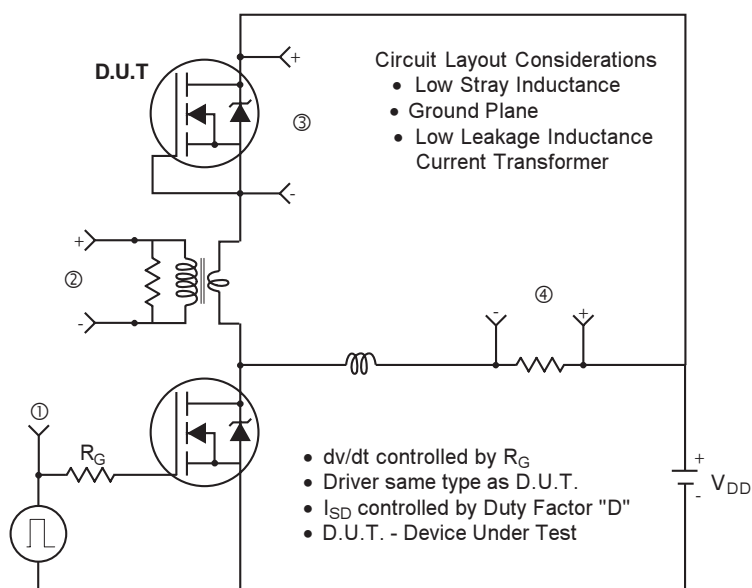 D.U.T
+
③
-
Circuit Layout Considerations
• Low Stray Inductance
• Ground Plane
• Low Leakage Inductance
Current Transformer
+
②
-
④
-
+
①
R_G
• dv/dt controlled by R_G
• Driver same type as D.U.T.
• I_SD controlled by Duty Factor "D"
• D.U.T. - Device Under Test
+
V_DD
-